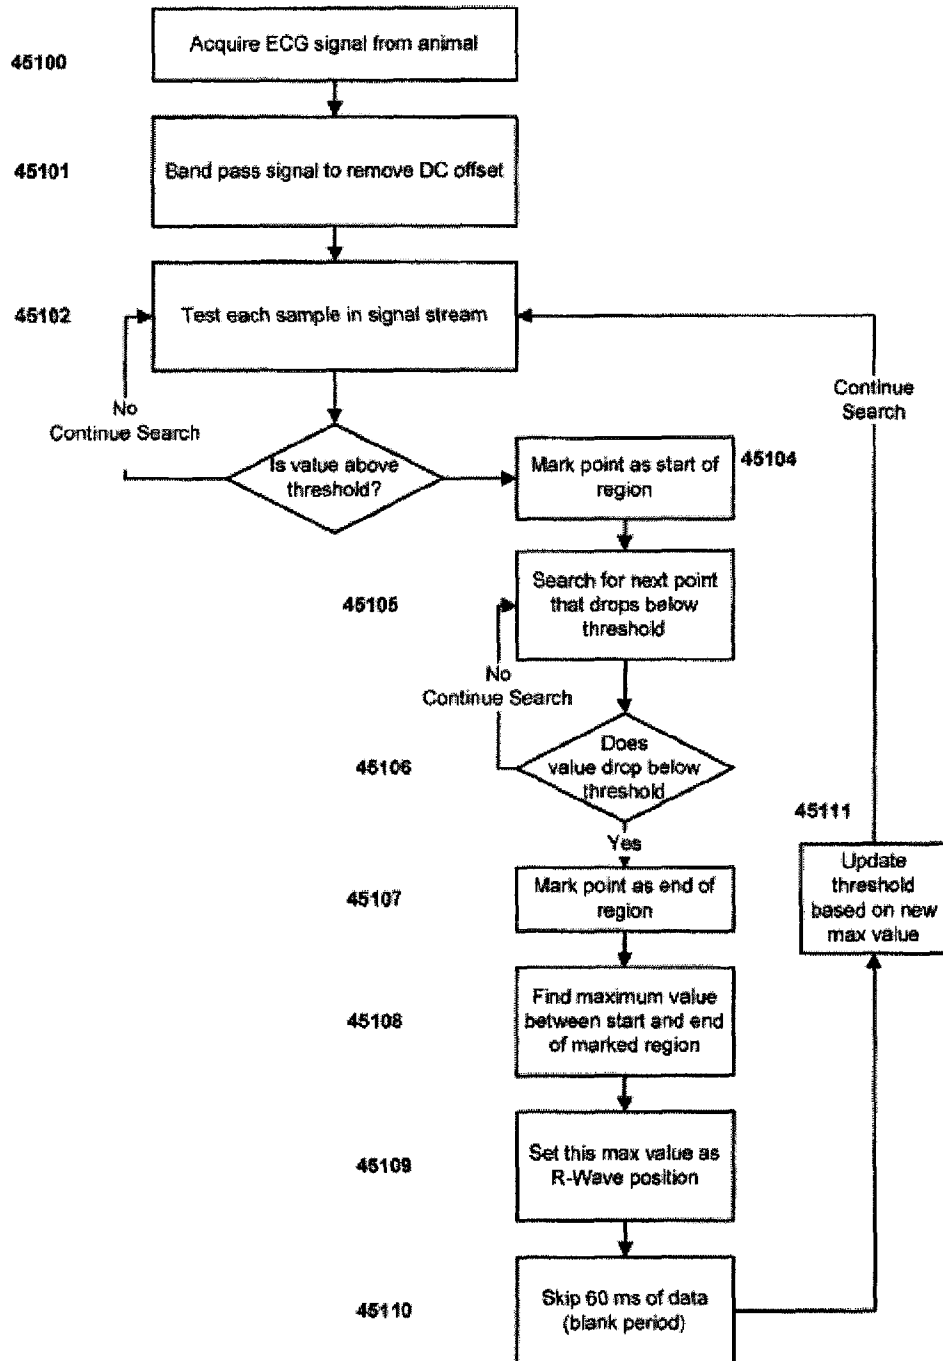 Acquire ECG signal from animal
45100
Band pass signal to remove DC offset
45101
Test each sample in signal stream
45102
No
Continue Search
Continue
Search
Is value above
threshold?
Mark point as start of
region
45104
Search for next point
that drops below
threshold
45105
No
Continue Search
Does
value drop below
threshold
45106
Yes
45111
Update
threshold
based on new
max value
Mark point as end of
region
45107
Find maximum value
between start and end
of marked region
45108
Set this max value as
R-Wave position
45109
Skip 60 ms of data
(blank period)
45110